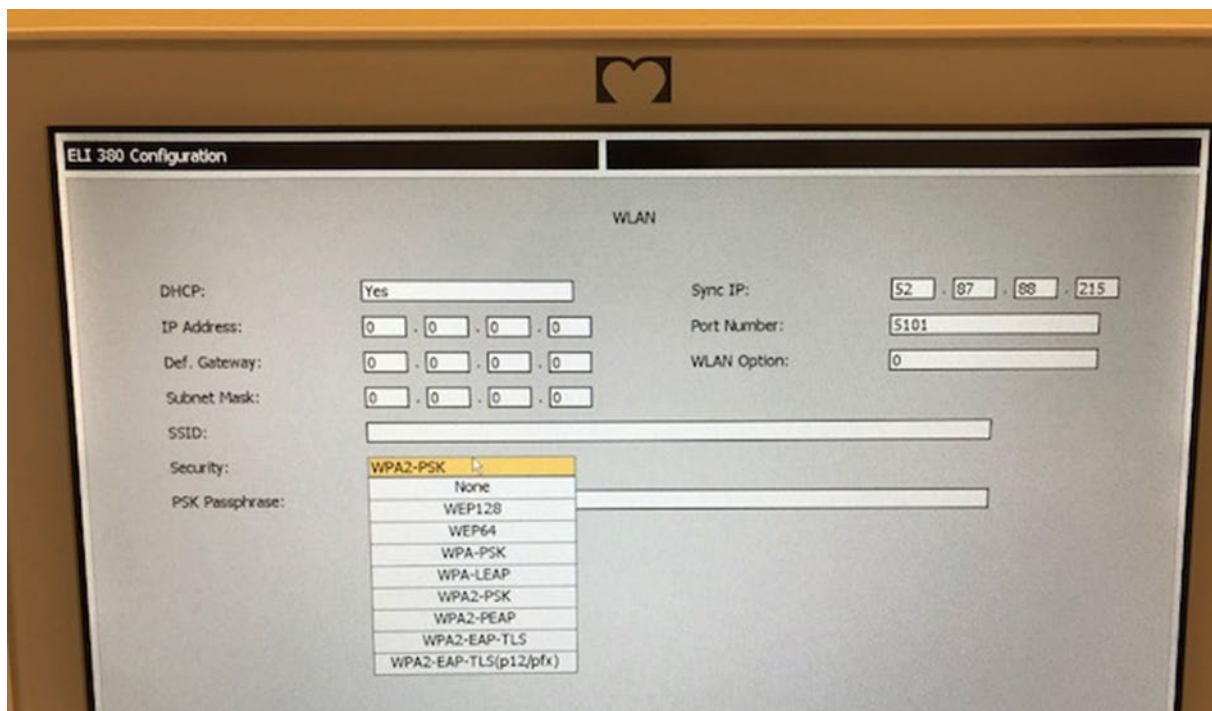 ELI 380 Configuration
WLAN
DHCP: Yes Sync IP: 52 . 87 . 88 . 215
IP Address: 0 . 0 . 0 . 0 Port Number: 5101
Def. Gateway: 0 . 0 . 0 . 0 WLAN Option: 0
Subnet Mask: 0 . 0 . 0 . 0
SSID:
Security: WPA2-PSK
None
PSK Passphrase:
WEP128
WEP64
WPA-PSK
WPA-LEAP
WPA2-PSK
WPA2-PEAP
WPA2-EAP-TLS
WPA2-EAP-TLS(p12/pfx)